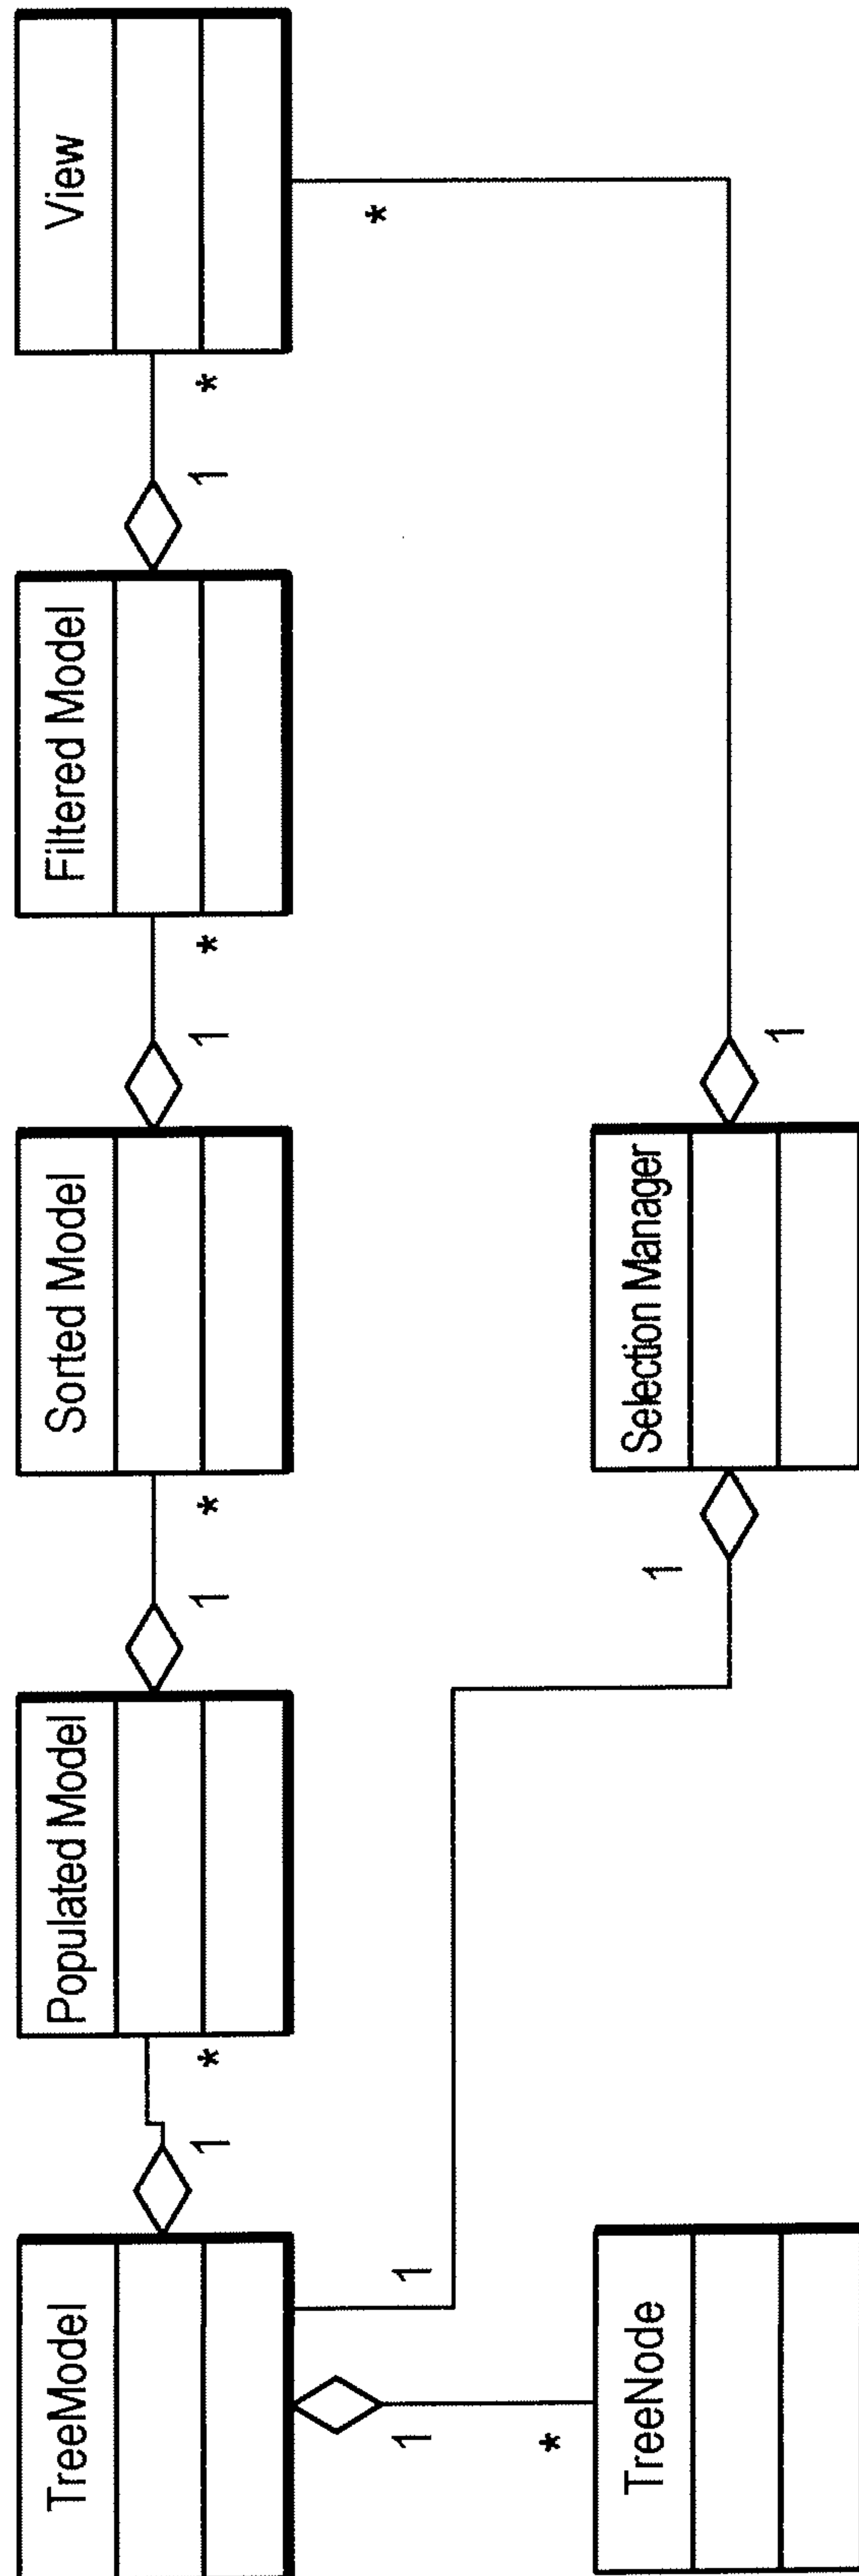 TreeModel
1
*
Populated Model
1
*
Sorted Model
1
*
Filtered Model
1
*
View
1
*
TreeNode
1
1
Selection Manager
1
*